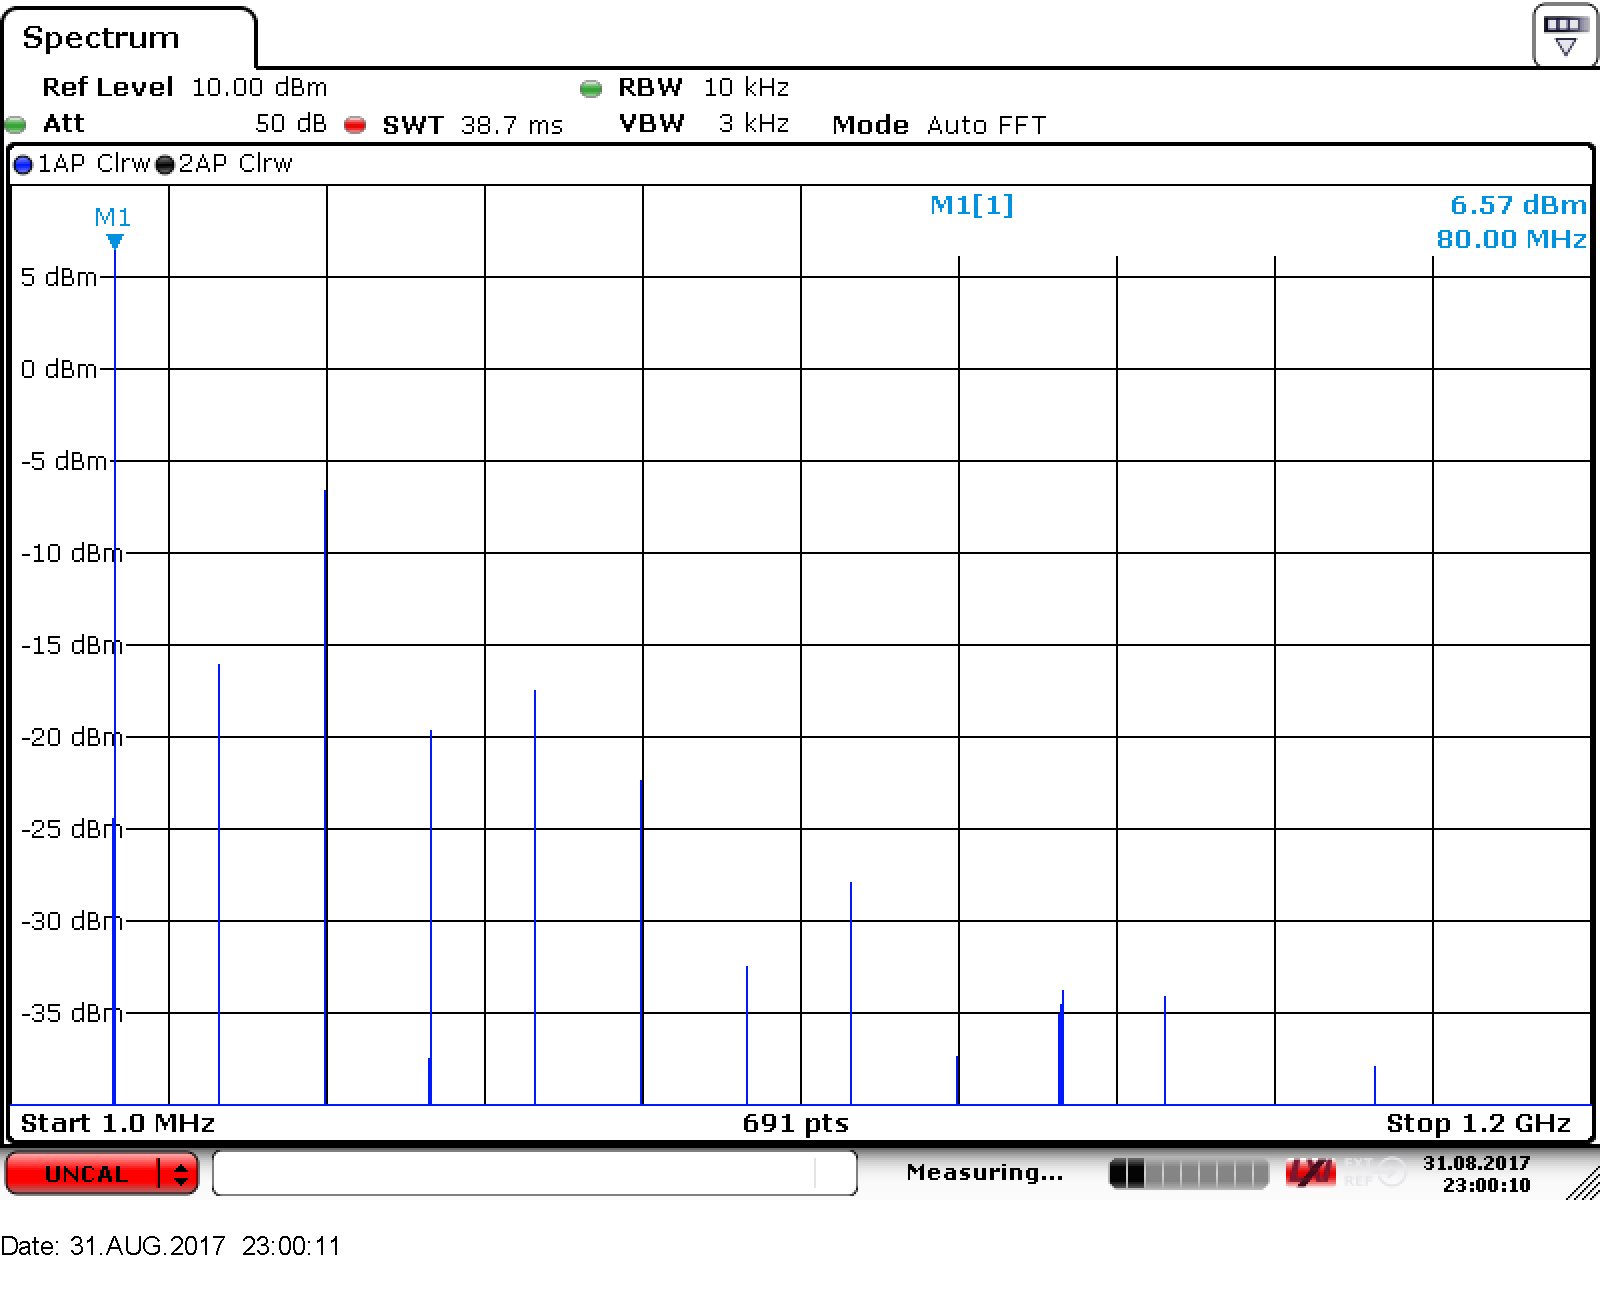 Spectrum
Ref Level 10.00 dBm RBW 10 kHz
Att 50 dB SWT 38.7 ms VBW 3 kHz Mode Auto FFT
1AP Clrw 2AP Clrw
M1 M1[1] 6.57 dBm
80.00 MHz
5 dBm
0 dBm
-5 dBm
-10 dBm
-15 dBm
-20 dBm
-25 dBm
-30 dBm
-35 dBm
Start 1.0 MHz 691 pts Stop 1.2 GHz
UNCAL Measuring... LXI EXT REF 31.08.2017
23:00:10
Date: 31.AUG.2017 23:00:11